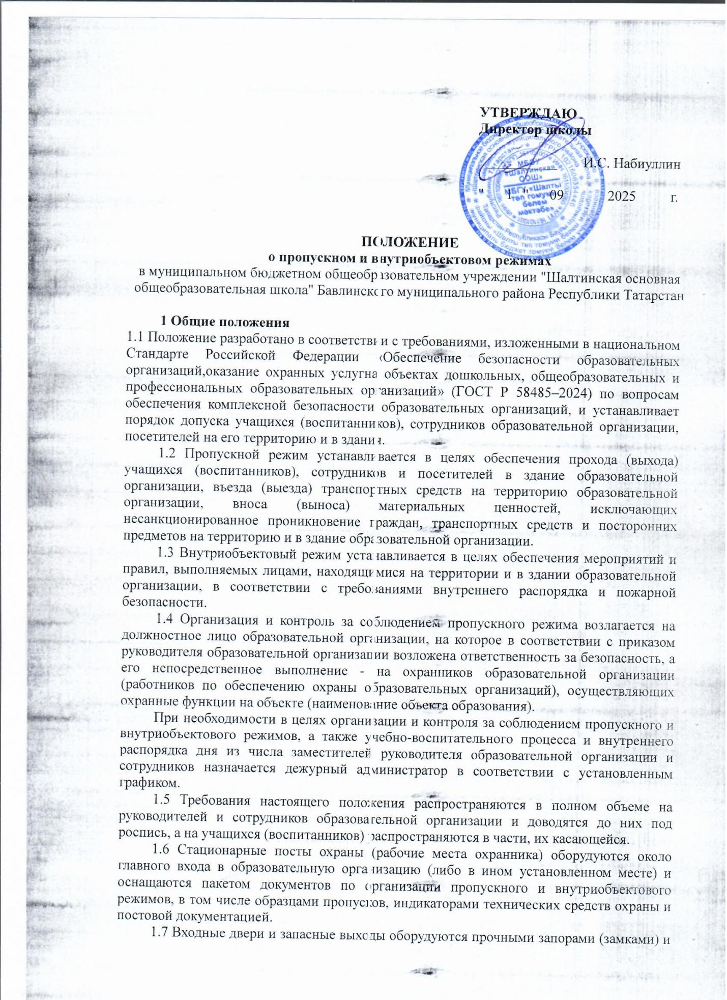 УТВЕРЖДАЮ
Директор школы
И.С. Набиуллин
" 1 " 09 2025 г.
МБОУ
«Шалтинская
ООШ»
МБГУ «Шалты
төп гомуми
белем
мәктәбе»
ПОЛОЖЕНИЕ
о пропускном и внутриобъектовом режимах
в муниципальном бюджетном общеобразовательном учреждении "Шалтинская основная
общеобразовательная школа" Бавлинского муниципального района Республики Татарстан
1 Общие положения
1.1 Положение разработано в соответствии с требованиями, изложенными в национальном
Стандарте Российской Федерации «Обеспечение безопасности образовательных
организаций,оказание охранных услугна объектах дошкольных, общеобразовательных и
профессиональных образовательных организаций» (ГОСТ Р 58485–2024) по вопросам
обеспечения комплексной безопасности образовательных организаций, и устанавливает
порядок допуска учащихся (воспитанников), сотрудников образовательной организации,
посетителей на его территорию и в здания.
1.2 Пропускной режим устанавливается в целях обеспечения прохода (выхода)
учащихся (воспитанников), сотрудников и посетителей в здание образовательной
организации, въезда (выезда) транспортных средств на территорию образовательной
организации, вноса (выноса) материальных ценностей, исключающих
несанкционированное проникновение граждан, транспортных средств и посторонних
предметов на территорию и в здание образовательной организации.
1.3 Внутриобъектовый режим устанавливается в целях обеспечения мероприятий и
правил, выполняемых лицами, находящимися на территории и в здании образовательной
организации, в соответствии с требованиями внутреннего распорядка и пожарной
безопасности.
1.4 Организация и контроль за соблюдением пропускного режима возлагается на
должностное лицо образовательной организации, на которое в соответствии с приказом
руководителя образовательной организации возложена ответственность за безопасность, а
его непосредственное выполнение - на охранников образовательной организации
(работников по обеспечению охраны образовательных организаций), осуществляющих
охранные функции на объекте (наименование объекта образования).
При необходимости в целях организации и контроля за соблюдением пропускного и
внутриобъектового режимов, а также учебно-воспитательного процесса и внутреннего
распорядка дня из числа заместителей руководителя образовательной организации и
сотрудников назначается дежурный администратор в соответствии с установленным
графиком.
1.5 Требования настоящего положения распространяются в полном объеме на
руководителей и сотрудников образовательной организации и доводятся до них под
роспись, а на учащихся (воспитанников) распространяются в части, их касающейся.
1.6 Стационарные посты охраны (рабочие места охранника) оборудуются около
главного входа в образовательную организацию (либо в ином установленном месте) и
оснащаются пакетом документов по организации пропускного и внутриобъектового
режимов, в том числе образцами пропусков, индикаторами технических средств охраны и
постовой документацией.
1.7 Входные двери и запасные выходы оборудуются прочными запорами (замками) и